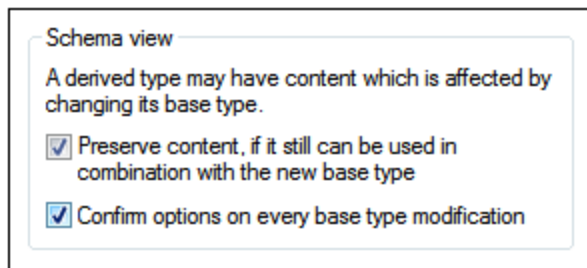 Schema view
A derived type may have content which is affected by
changing its base type.
Preserve content, if it still can be used in
combination with the new base type
Confirm options on every base type modification